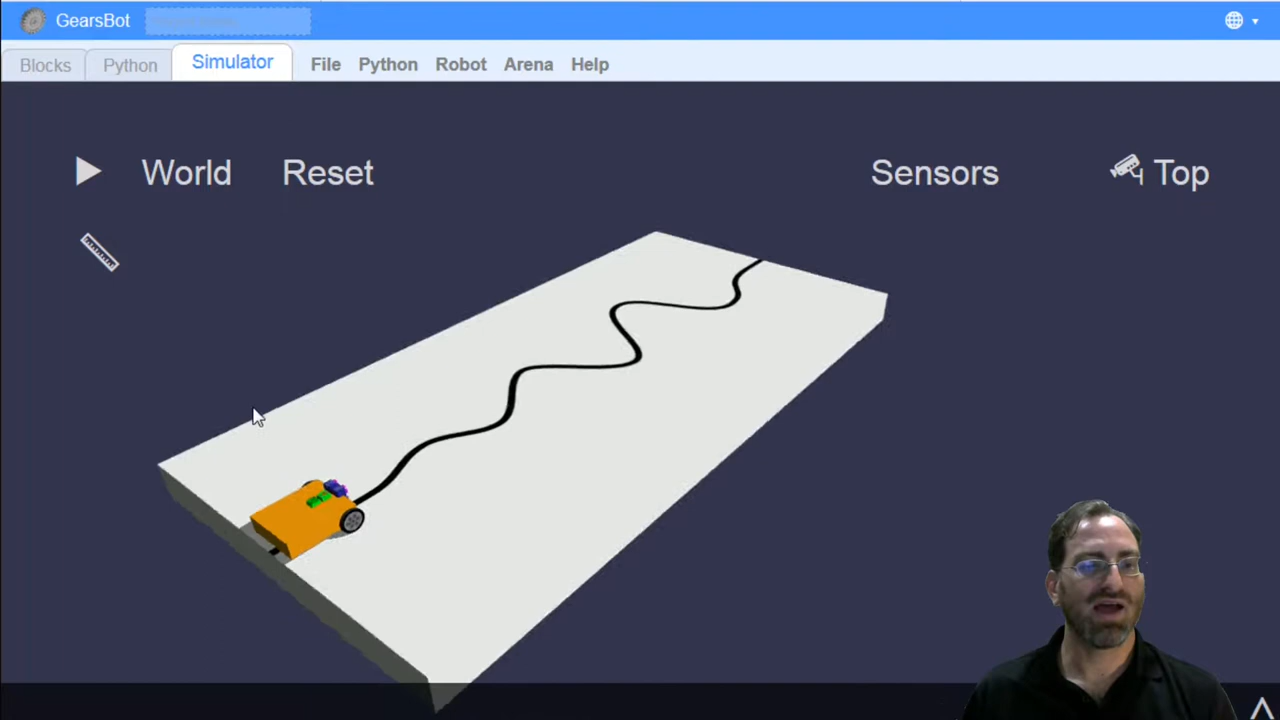 GearsBot
Blocks Python Simulator File Python Robot Arena Help
World Reset Sensors Top